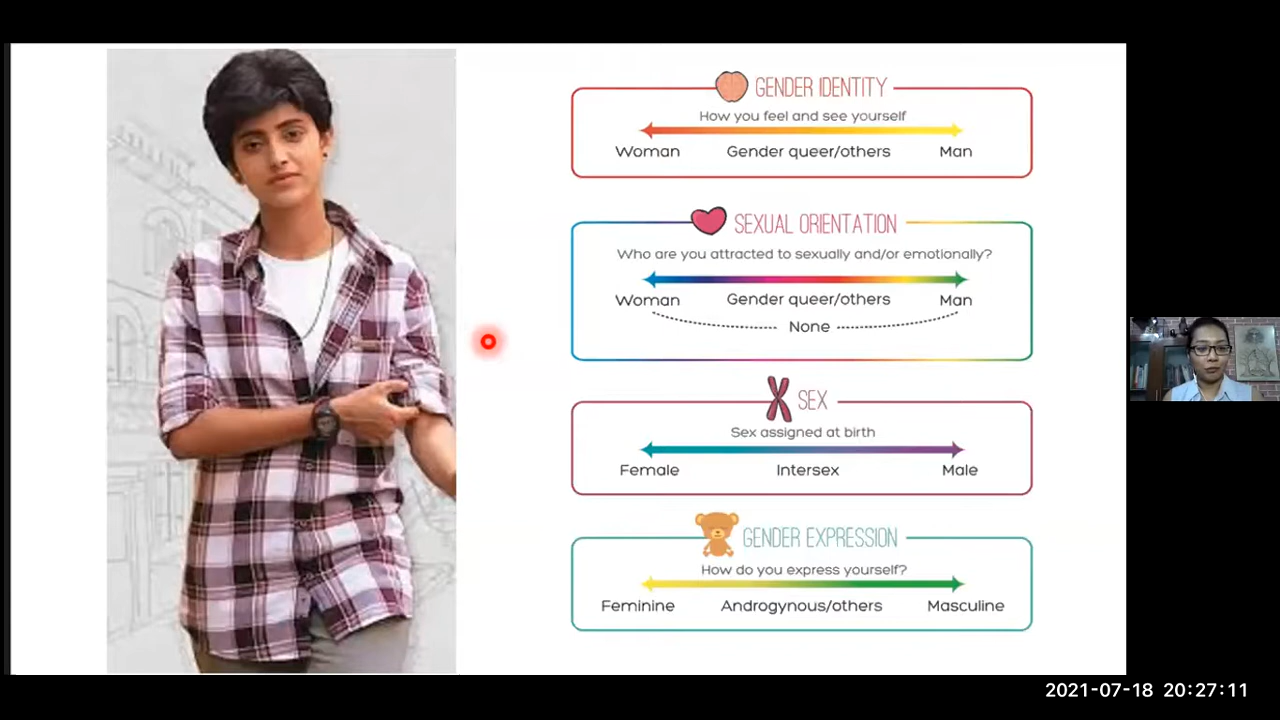 GENDER IDENTITY
How you feel and see yourself
Woman Gender queer/others Man
SEXUAL ORIENTATION
Who are you attracted to sexually and/or emotionally?
Woman Gender queer/others Man
None
SEX
Sex assigned at birth
Female Intersex Male
GENDER EXPRESSION
How do you express yourself?
Feminine Androgynous/others Masculine
2021-07-18 20:27:11